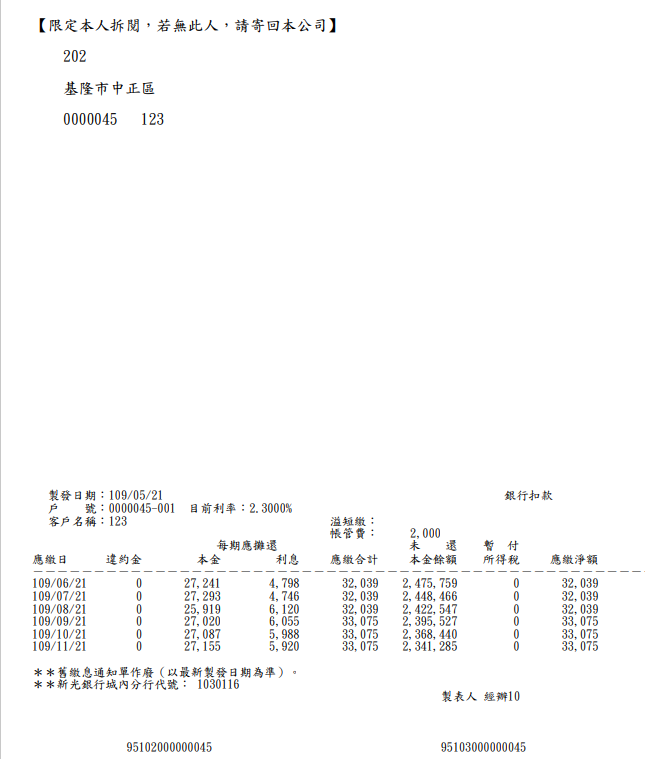 【限定本人拆閱，若無此人，請寄回本公司】
202
基隆市中正區
0000045 123
製發日期：109/05/21 銀行扣款
戶 號：0000045-001 目前利率：2.3000%
客戶名稱：123 溢短繳：
帳管費： 2,000
每期應攤還 未 還 暫 付
應繳日 違約金 本金 利息 應繳合計 本金餘額 所得稅 應繳淨額
109/06/21 0 27,241 4,798 32,039 2,475,759 0 32,039
109/07/21 0 27,293 4,746 32,039 2,448,466 0 32,039
109/08/21 0 25,919 6,120 32,039 2,422,547 0 32,039
109/09/21 0 27,020 6,055 33,075 2,395,527 0 33,075
109/10/21 0 27,087 5,988 33,075 2,368,440 0 33,075
109/11/21 0 27,155 5,920 33,075 2,341,285 0 33,075
＊＊舊繳息通知單作廢（以最新製發日期為準）。
＊＊新光銀行城內分行代號： 1030116
製表人 經辦10
95102000000045 95103000000045